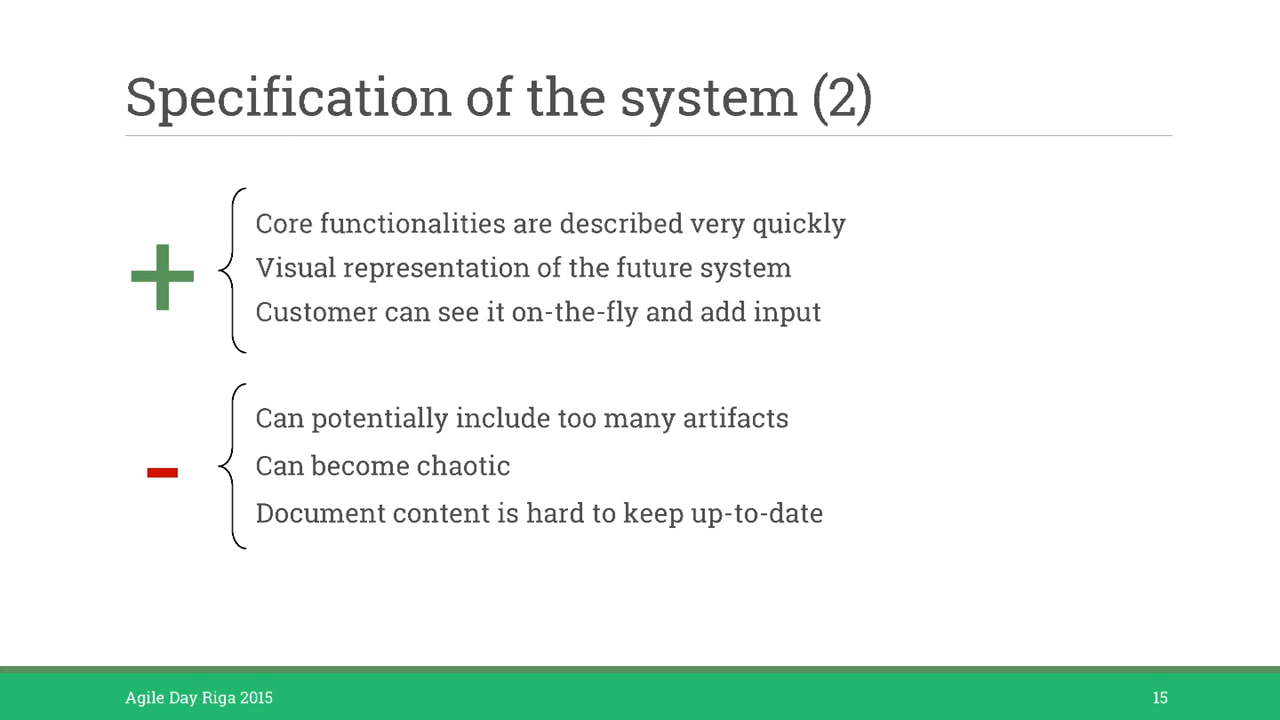 Specification of the system (2)
+
Core functionalities are described very quickly
Visual representation of the future system
Customer can see it on-the-fly and add input
-
Can potentially include too many artifacts
Can become chaotic
Document content is hard to keep up-to-date
Agile Day Riga 2015
15